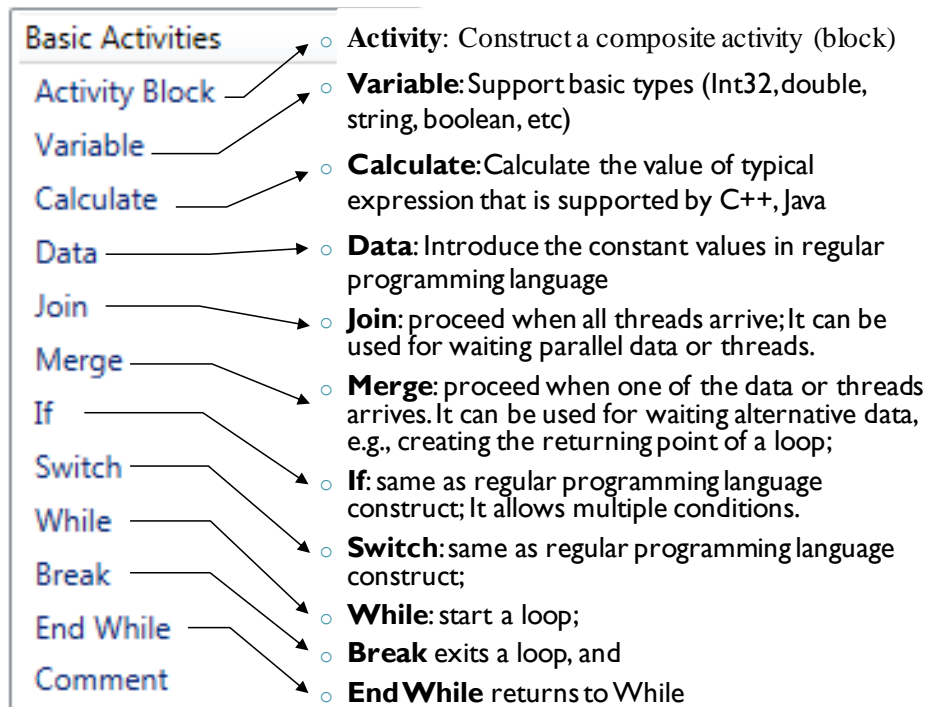 Basic Activities
Activity Block
Variable
Calculate
Data
Join
Merge
If
Switch
While
Break
End While
Comment
○ Activity: Construct a composite activity (block)
○ Variable: Support basic types (Int32, double,
string, boolean, etc)
○ Calculate: Calculate the value of typical
expression that is supported by C++, Java
○ Data: Introduce the constant values in regular
programming language
○ Join: proceed when all threads arrive; It can be
used for waiting parallel data or threads.
○ Merge: proceed when one of the data or threads
arrives. It can be used for waiting alternative data,
e.g., creating the returning point of a loop;
○ If: same as regular programming language
construct; It allows multiple conditions.
○ Switch: same as regular programming language
construct;
○ While: start a loop;
○ Break exits a loop, and
○ End While returns to While